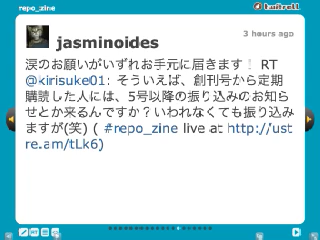 repo_zine
twitrell
3 hours ago
jasminoides
涙のお願いがいずれお手元に届きます❕ RT
@kirisuke01: そういえば、創刊号から定期
購読した人には、5号以降の振り込みのお知ら
せとか来るんですか？いわれなくても振り込み
ますが(笑) ( #repo_zine live at http://ust
re.am/tLk6)